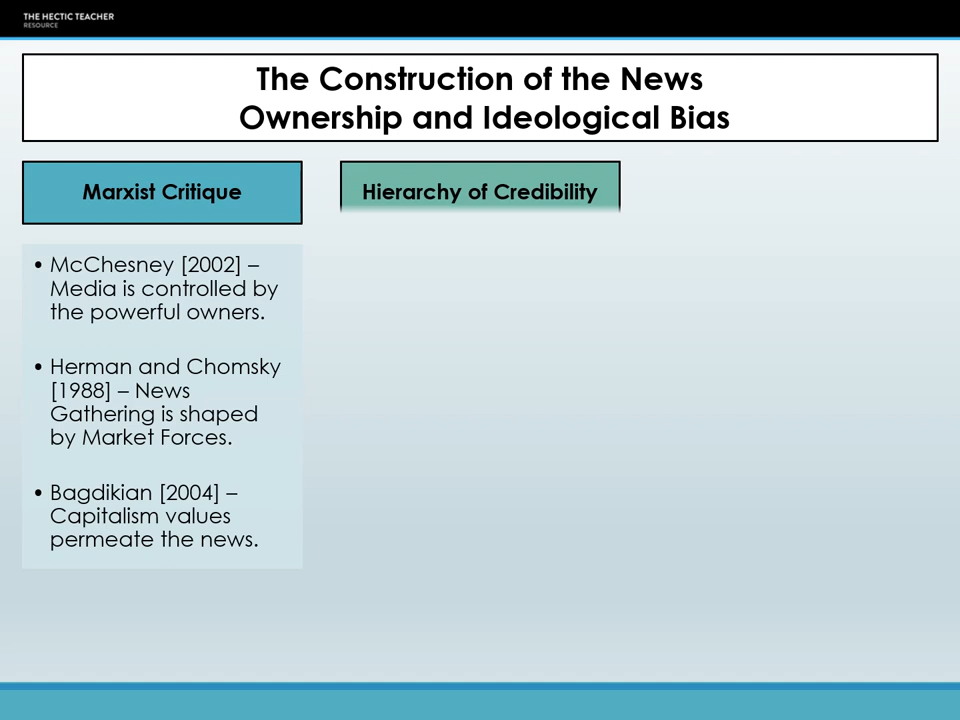 THE HECTIC TEACHER
RESOURCE
The Construction of the News
Ownership and Ideological Bias
Marxist Critique
Hierarchy of Credibility
• McChesney [2002] –
Media is controlled by
the powerful owners.
• Herman and Chomsky
[1988] – News
Gathering is shaped
by Market Forces.
• Bagdikian [2004] –
Capitalism values
permeate the news.